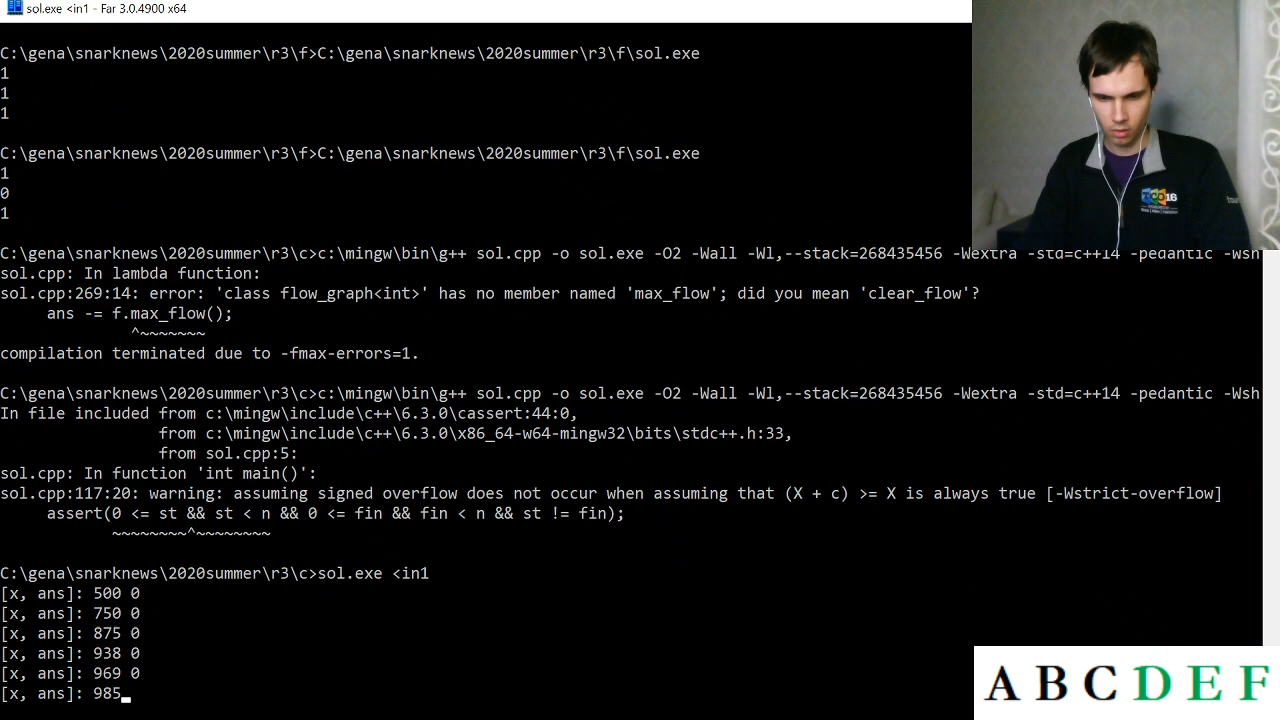 sol.exe <in1 - Far 3.0.4900 x64
C:\gena\snarknews\2020summer\r3\f>C:\gena\snarknews\2020summer\r3\f\sol.exe
1
1
1
C:\gena\snarknews\2020summer\r3\f>C:\gena\snarknews\2020summer\r3\f\sol.exe
1
0
1
C:\gena\snarknews\2020summer\r3\c>c:\mingw\bin\g++ sol.cpp -o sol.exe -O2 -Wall -Wl,--stack=268435456 -Wextra -std=c++14 -pedantic -Wsh
sol.cpp: In lambda function:
sol.cpp:269:14: error: 'class flow_graph<int>' has no member named 'max_flow'; did you mean 'clear_flow'?
ans -= f.max_flow();
^~~~~~~~
compilation terminated due to -fmax-errors=1.
C:\gena\snarknews\2020summer\r3\c>c:\mingw\bin\g++ sol.cpp -o sol.exe -O2 -Wall -Wl,--stack=268435456 -Wextra -std=c++14 -pedantic -Wsh
In file included from c:\mingw\include\c++\6.3.0\cassert:44:0,
from c:\mingw\include\c++\6.3.0\x86_64-w64-mingw32\bits\stdc++.h:33,
from sol.cpp:5:
sol.cpp: In function 'int main()':
sol.cpp:117:20: warning: assuming signed overflow does not occur when assuming that (X + c) >= X is always true [-Wstrict-overflow]
assert(0 <= st && st < n && 0 <= fin && fin < n && st != fin);
~~~~~~~~^~~~~~~~~
C:\gena\snarknews\2020summer\r3\c>sol.exe <in1
[x, ans]: 500 0
[x, ans]: 750 0
[x, ans]: 875 0
[x, ans]: 938 0
[x, ans]: 969 0
[x, ans]: 985
16
A B C D E F